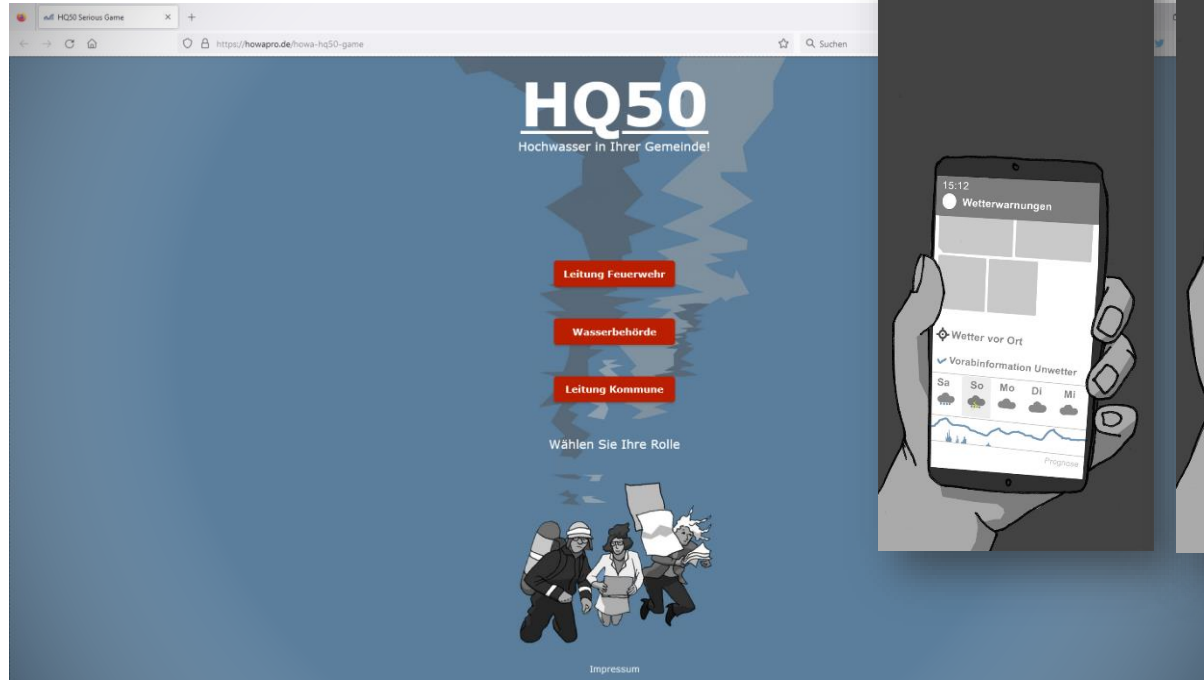 HQ50 Serious Game
https://howapro.de/howa-hq50-game
Suchen
HQ50
Hochwasser in Ihrer Gemeinde!
Leitung Feuerwehr
Wasserbehörde
Leitung Kommune
Wählen Sie Ihre Rolle
Impressum
15:12
Wetterwarnungen
Wetter vor Ort
Vorabinformation Unwetter
Sa So Mo Di Mi
Prognose